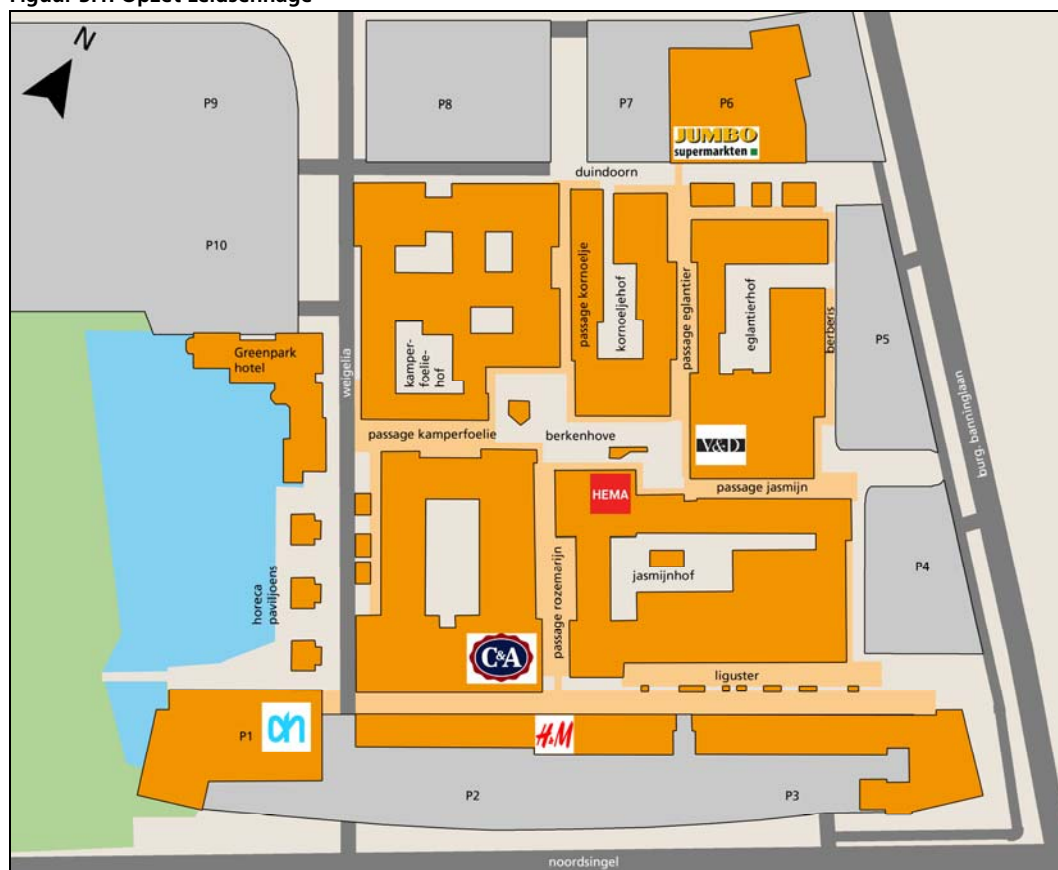 Figuur 3.4: Opzet Leidsenhage
N
P9
P8
P7
P6
JUMBO
supermarkten
duindoorn
P10
passage kornoelje
kornoeljehof
passage eglantier
eglantierhof
berberis
P5
burg. banninglaan
Greenpark
hotel
weigelia
kamper-
foelie-
hof
passage kamperfoelie
berkenhove
V&D
passage jasmijn
HEMA
P4
jasmijnhof
horeca
paviljoens
passage rozemarijn
C&A
liguster
P1
ah
H&M
P2
P3
noordsingel